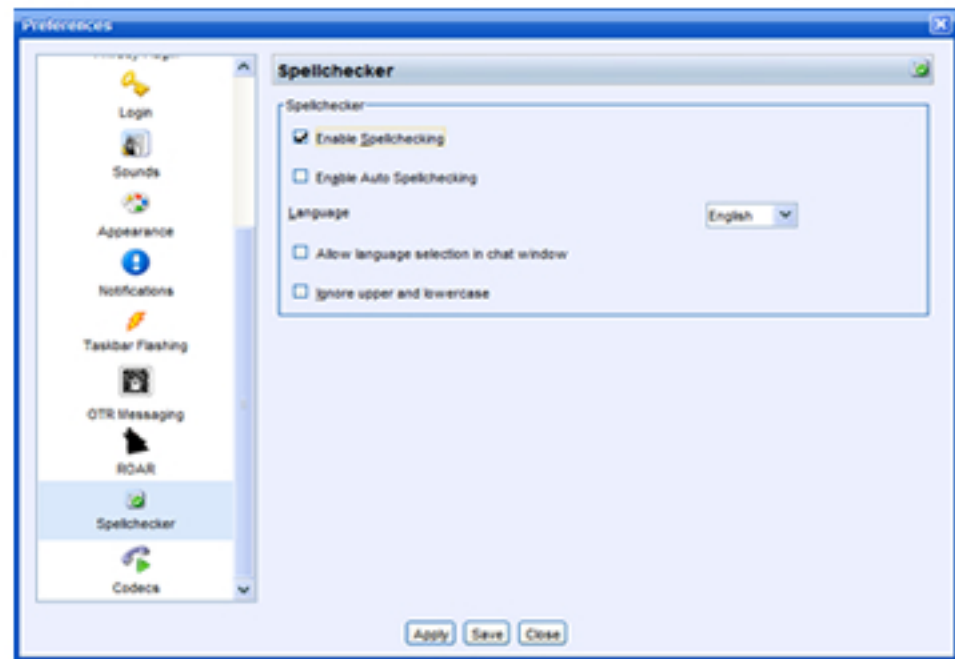 Preferences
Login
Sounds
Appearance
Notifications
Taskbar Flashing
OTR Messaging
ROAR
Spellchecker
Codecs
Spellchecker
Spellchecker
Enable Spellchecking
Enable Auto Spellchecking
Language English
Allow language selection in chat window
Ignore upper and lowercase
Apply Save Close